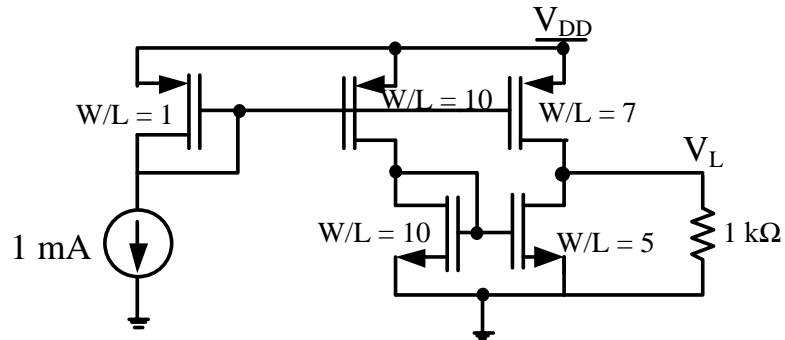 V_DD
W/L = 1
W/L = 10
W/L = 7
V_L
1 mA
W/L = 10
W/L = 5
1 kΩ